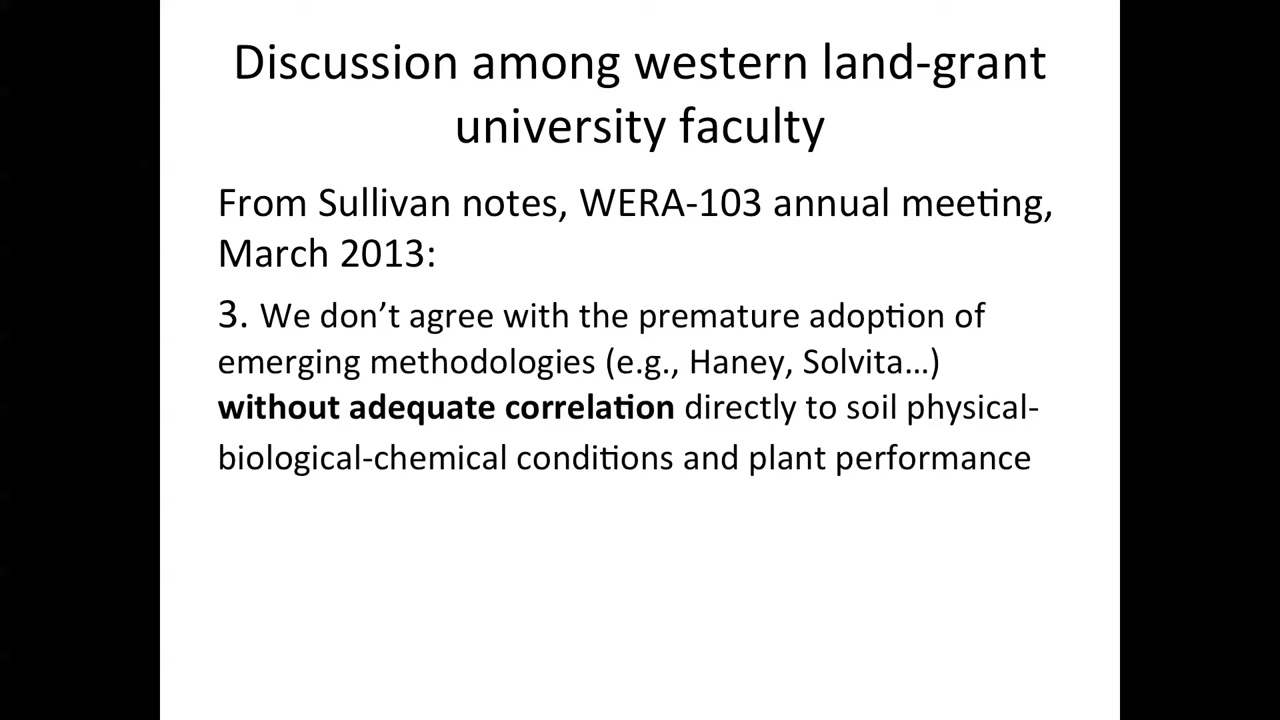 Discussion among western land-grant
university faculty
From Sullivan notes, WERA-103 annual meeting,
March 2013:
3. We don’t agree with the premature adoption of
emerging methodologies (e.g., Haney, Solvita…)
without adequate correlation directly to soil physical-
biological-chemical conditions and plant performance